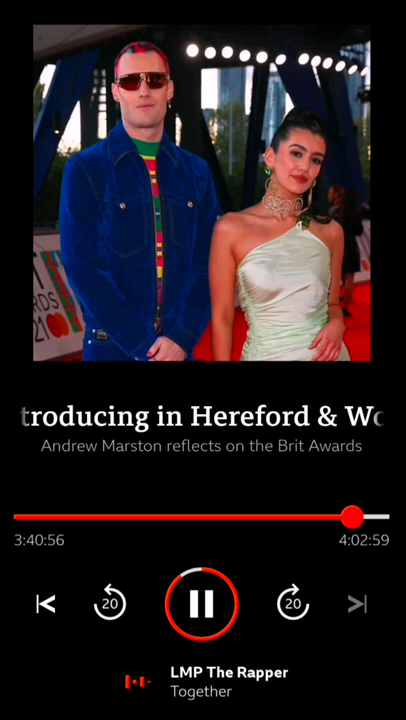 troducing in Hereford & Wo
Andrew Marston reflects on the Brit Awards
3:40:56
4:02:59
20
20
LMP The Rapper
Together